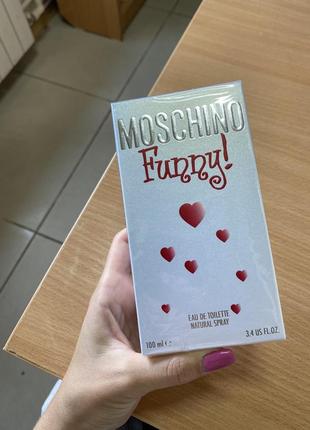 MOSCHINO
Funny!
EAU DE TOILETTE
NATURAL SPRAY
100 ml ℮ 3.4 US FL.OZ.